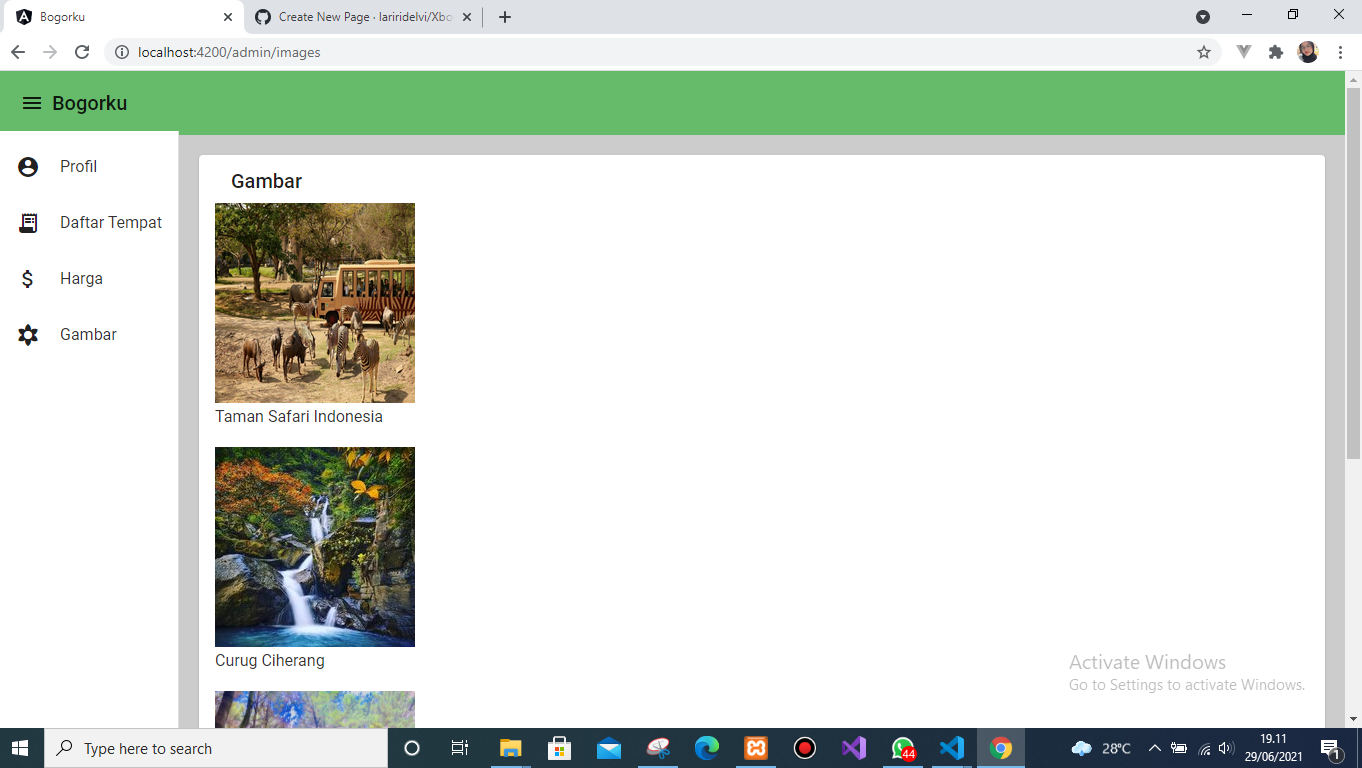 Bogorku
Create New Page · lariridelvi/Xbo
localhost:4200/admin/images
Bogorku
Profil
Daftar Tempat
Harga
Gambar
Gambar
Taman Safari Indonesia
Curug Ciherang
Activate Windows
Go to Settings to activate Windows.
Type here to search
44
28°C
19.11
29/06/2021
1